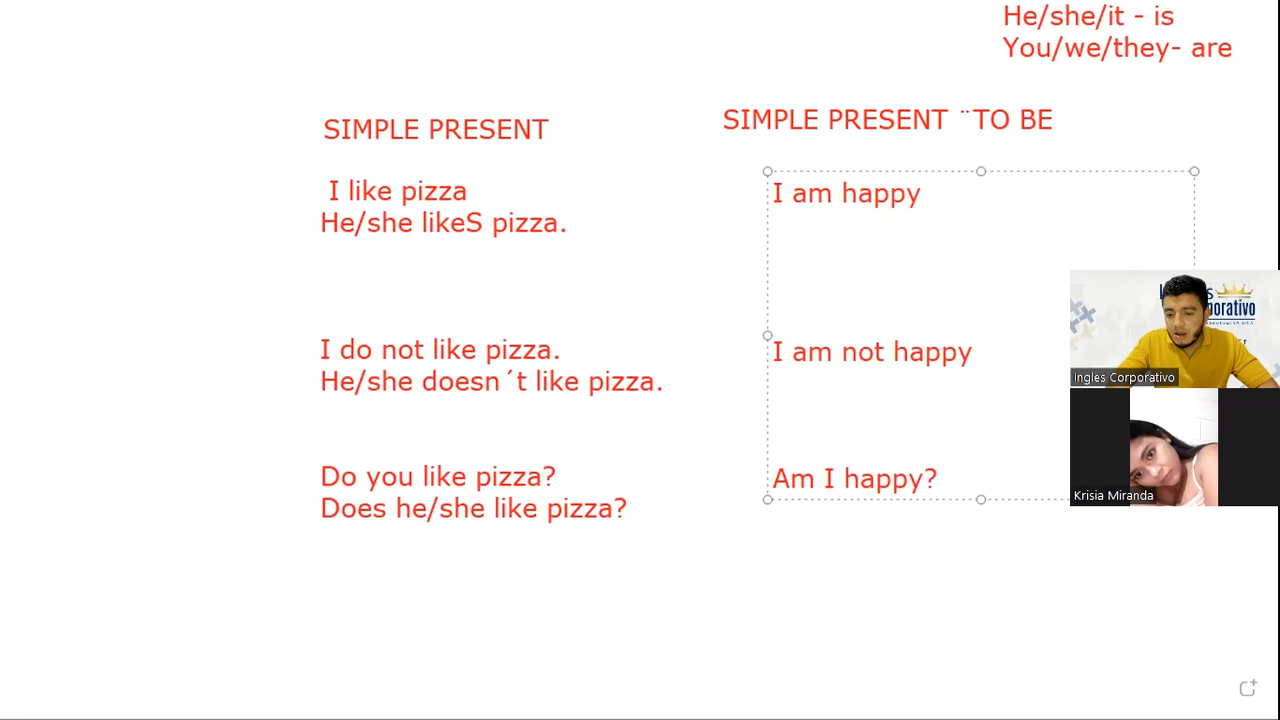 He/she/it - is
You/we/they- are
SIMPLE PRESENT
I like pizza
He/she likeS pizza.
I do not like pizza.
He/she doesn´t like pizza.
Do you like pizza?
Does he/she like pizza?
SIMPLE PRESENT ¨TO BE
I am happy
I am not happy
Am I happy?
Ingles Corporativo
Krisia Miranda